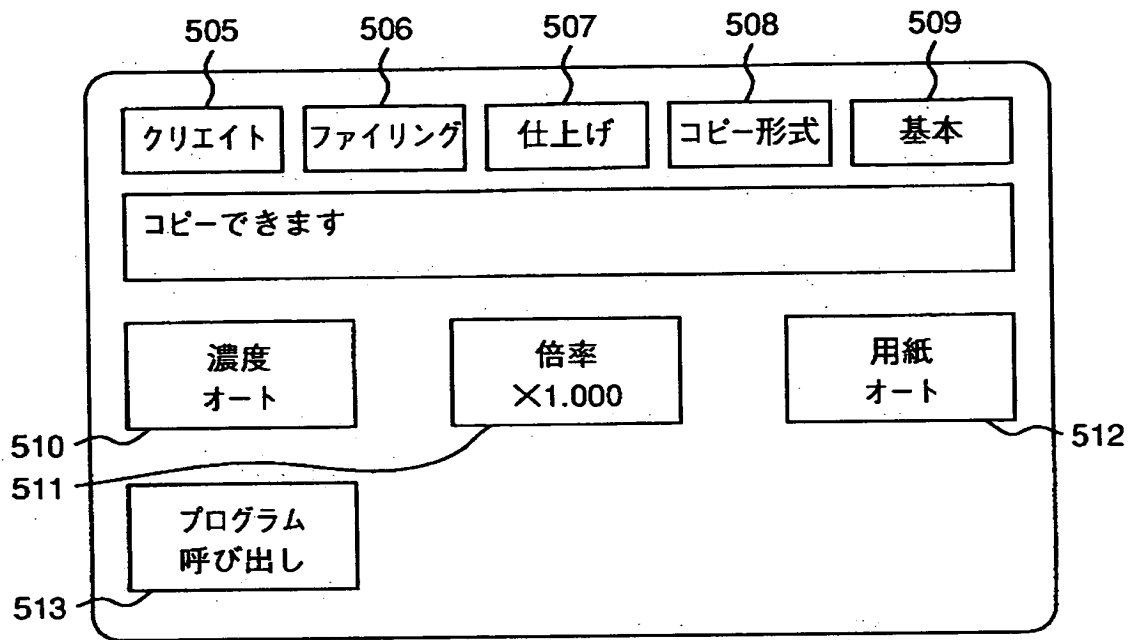 505 506 507 508 509
クリエイト ファイリング 仕上げ コピー形式 基本
コピーできます
濃度 倍率 用紙
オート ×1.000 オート
510 512
511
プログラム
呼び出し
513